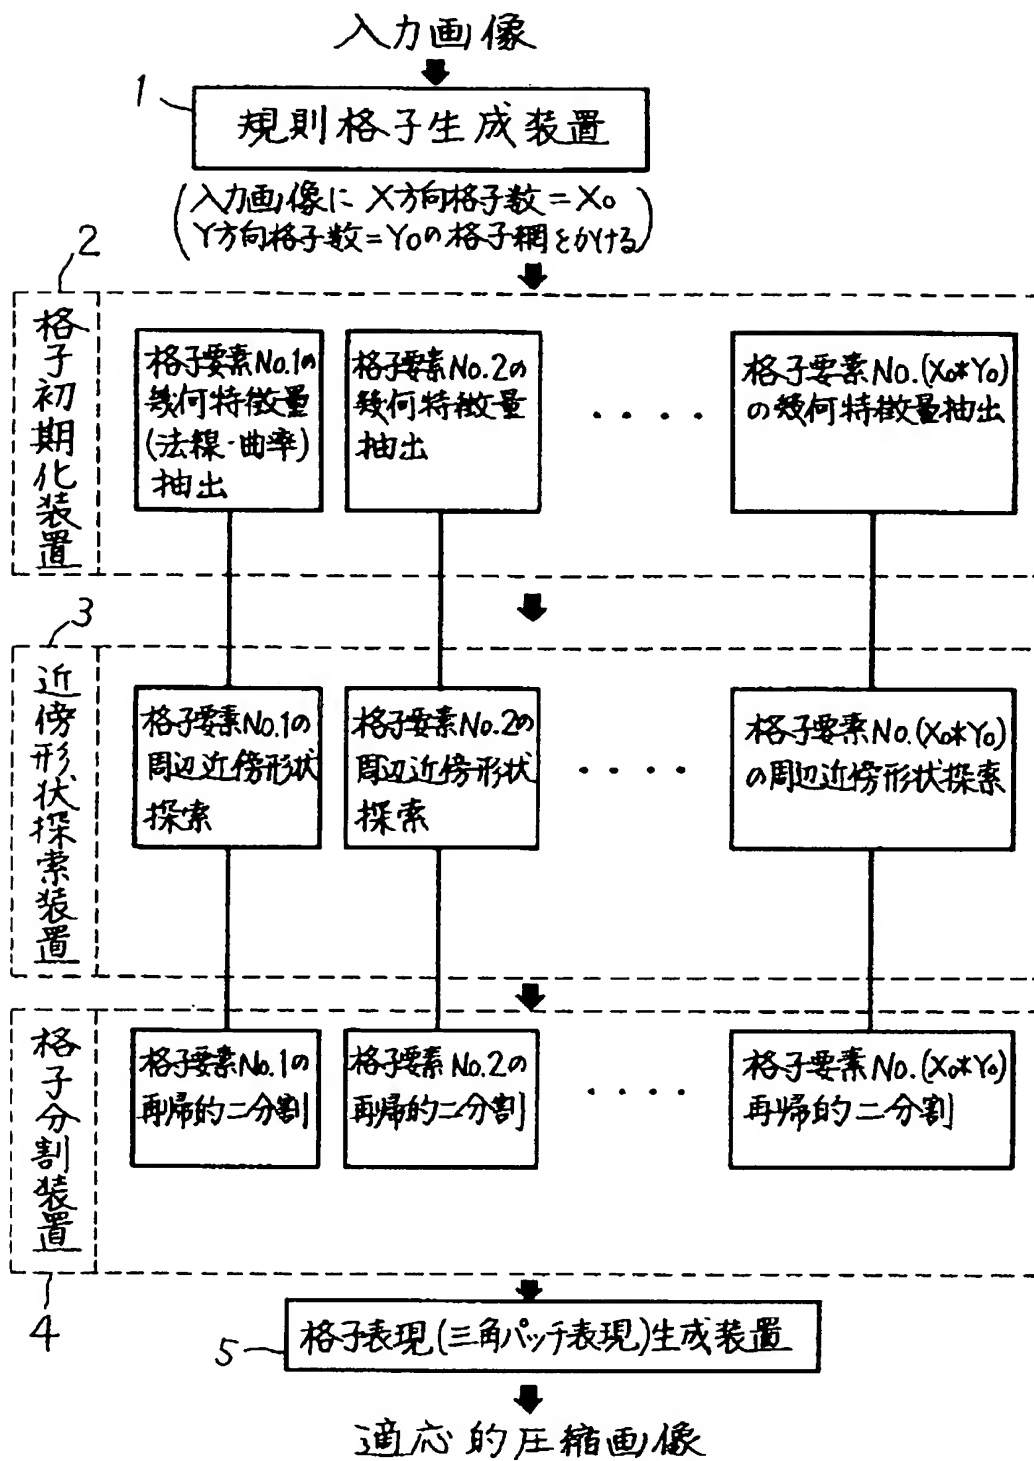 入力画像
1
規則格子生成装置
(入力画像に X方向格子数=X0
Y方向格子数=Y0の格子網をかける)
2
格子初期化装置
格子要素No.1の
幾何特徴量
(法線・曲率)
抽出
格子要素No.2の
幾何特徴量
抽出
・・・・
格子要素No.(X0*Y0)
の幾何特徴量抽出
3
近傍形状探索装置
格子要素No.1の
周辺近傍形状
探索
格子要素No.2の
周辺近傍形状
探索
・・・・
格子要素No.(X0*Y0)
の周辺近傍形状探索
格子分割装置
4
格子要素No.1の
再帰的二分割
格子要素No.2の
再帰的二分割
・・・・
格子要素No.(X0*Y0)
再帰的二分割
5
格子表現(三角パッチ表現)生成装置
適応的圧縮画像